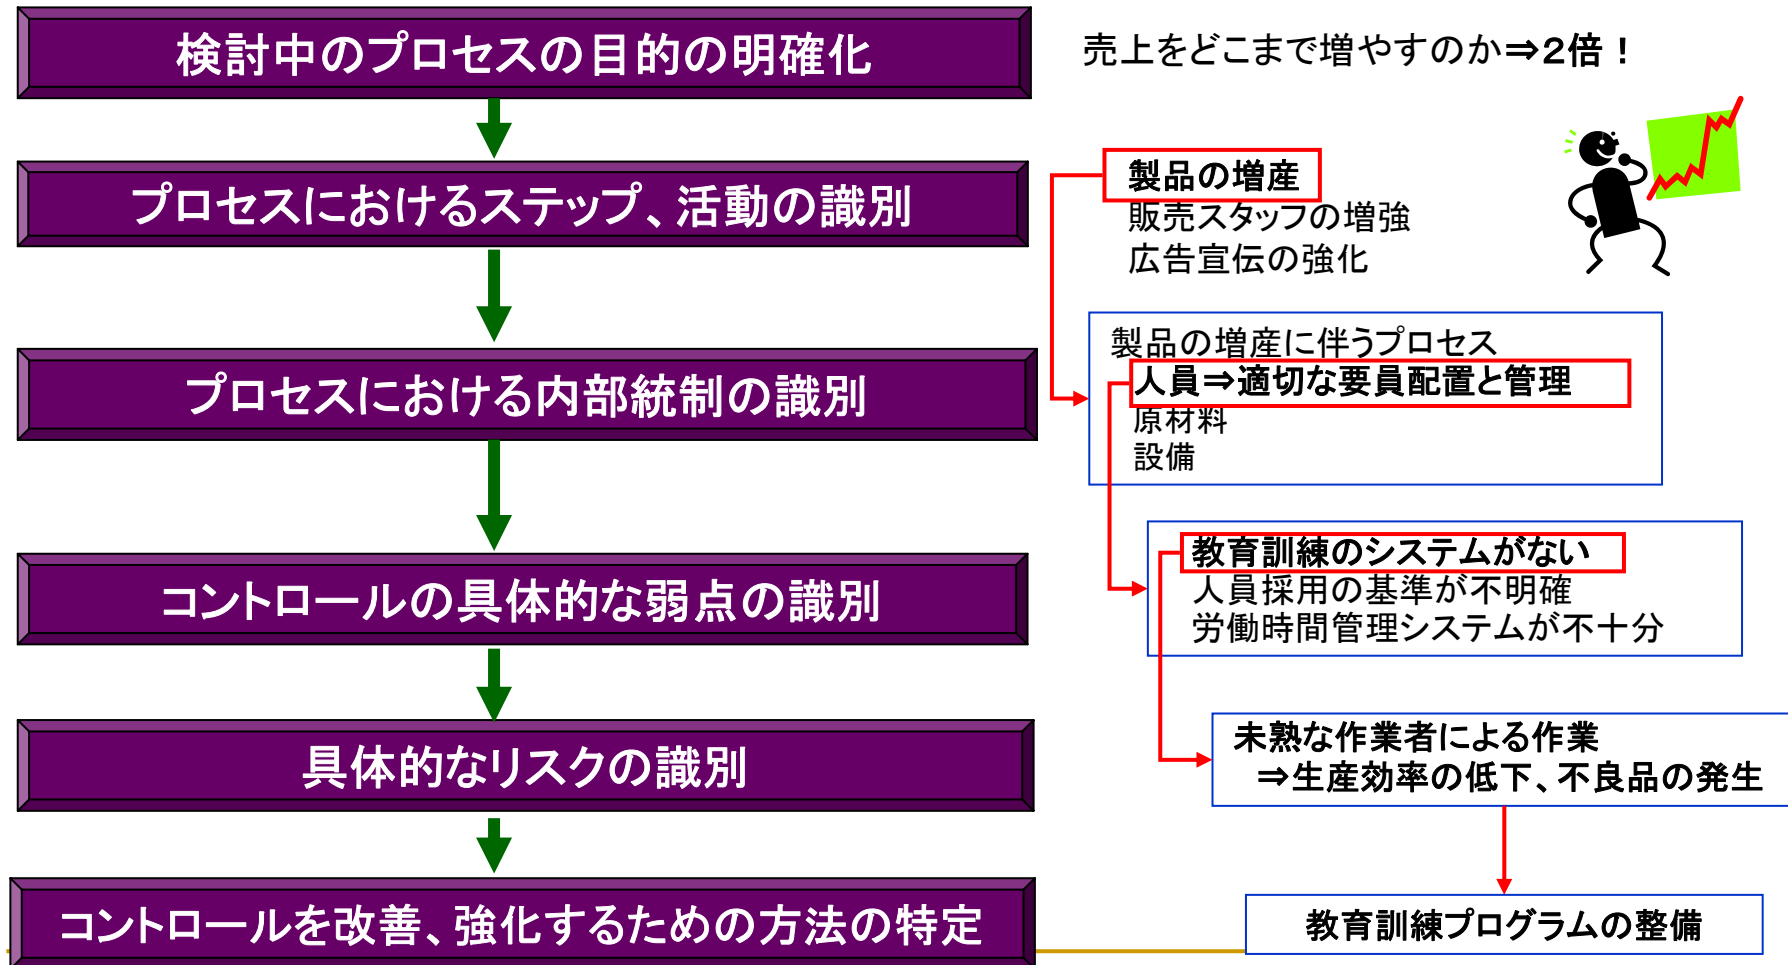 検討中のプロセスの目的の明確化
売上をどこまで増やすのか⇒２倍！
プロセスにおけるステップ、活動の識別
製品の増産
販売スタッフの増強
広告宣伝の強化
プロセスにおける内部統制の識別
製品の増産に伴うプロセス
人員⇒適切な要員配置と管理
原材料
設備
コントロールの具体的な弱点の識別
教育訓練のシステムがない
人員採用の基準が不明確
労働時間管理システムが不十分
具体的なリスクの識別
未熟な作業者による作業
⇒生産効率の低下、不良品の発生
コントロールを改善、強化するための方法の特定
教育訓練プログラムの整備